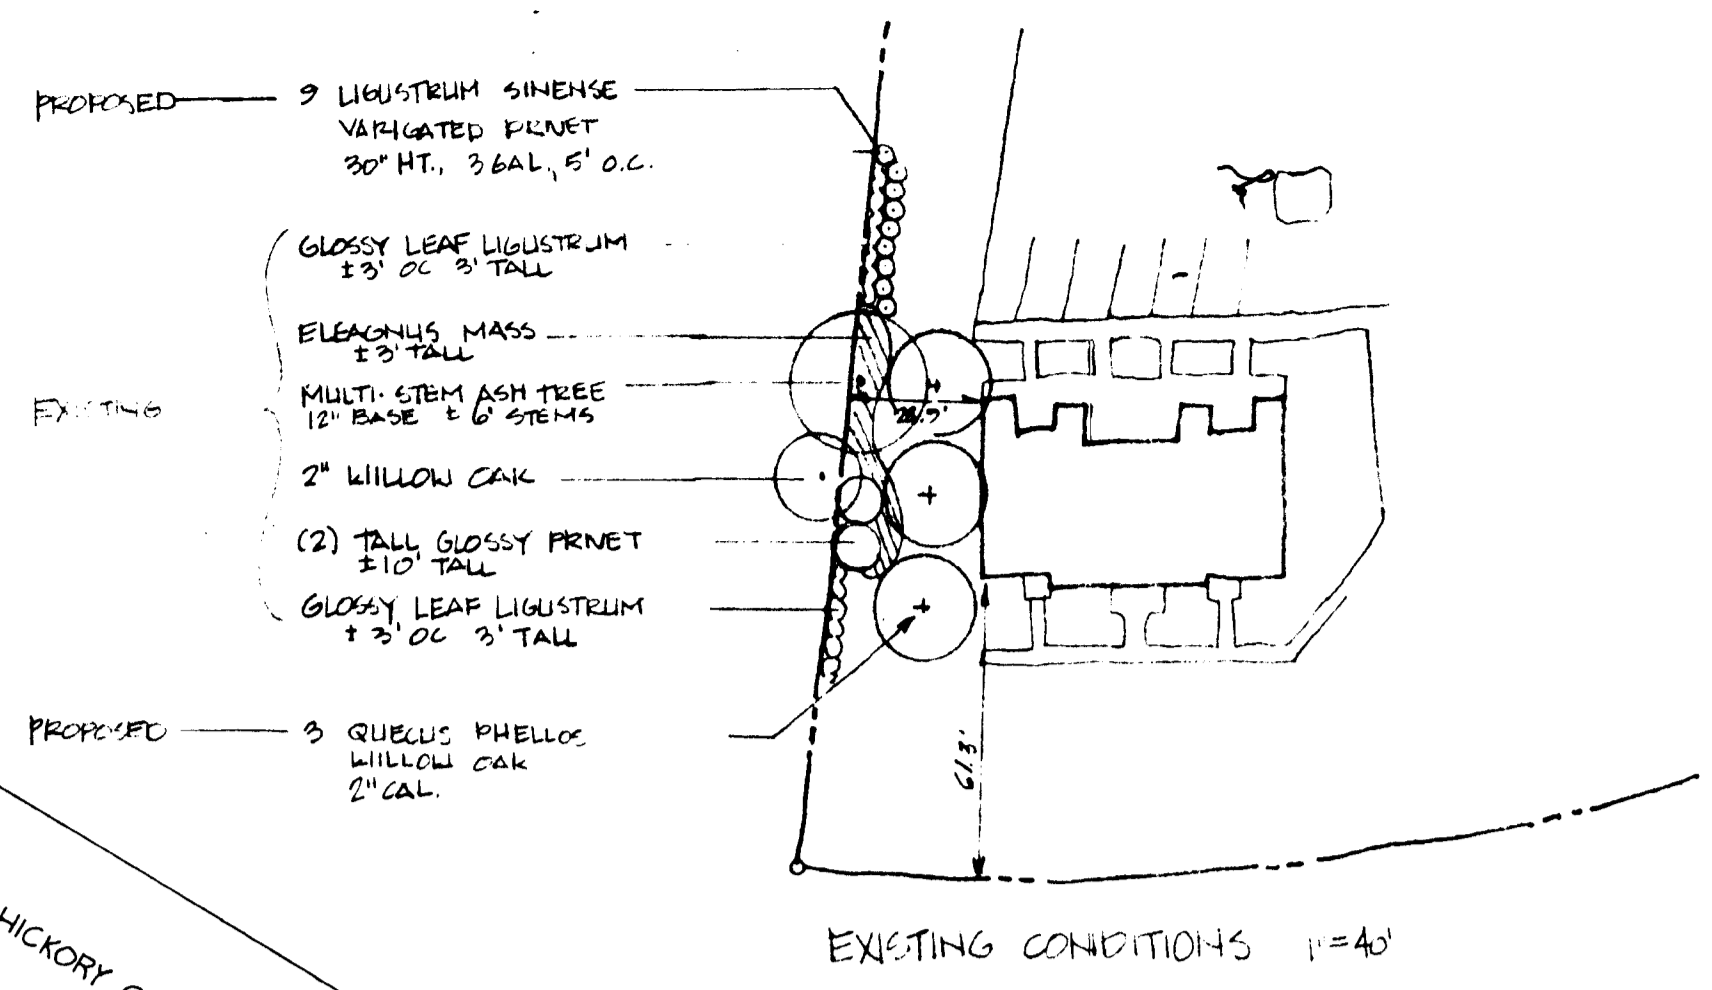 PROPOSED
9 LIGUSTRUM SINENSE
VARIGATED PRIVET
30" HT., 3 GAL., 5' O.C.
EXISTING
GLOSSY LEAF LIGUSTRUM
±3' OC 3' TALL
ELEAGNUS MASS
±3' TALL
MULTI-STEM ASH TREE
12" BASE ± 6' STEMS
2" WILLOW OAK
(2) TALL GLOSSY PRIVET
±10' TALL
GLOSSY LEAF LIGUSTRUM
±3' OC 3' TALL
PROPOSED
3 QUECUS PHELLOS
WILLOW OAK
2" CAL.
61.3'
HICKORY
EXISTING CONDITIONS 1"=40'